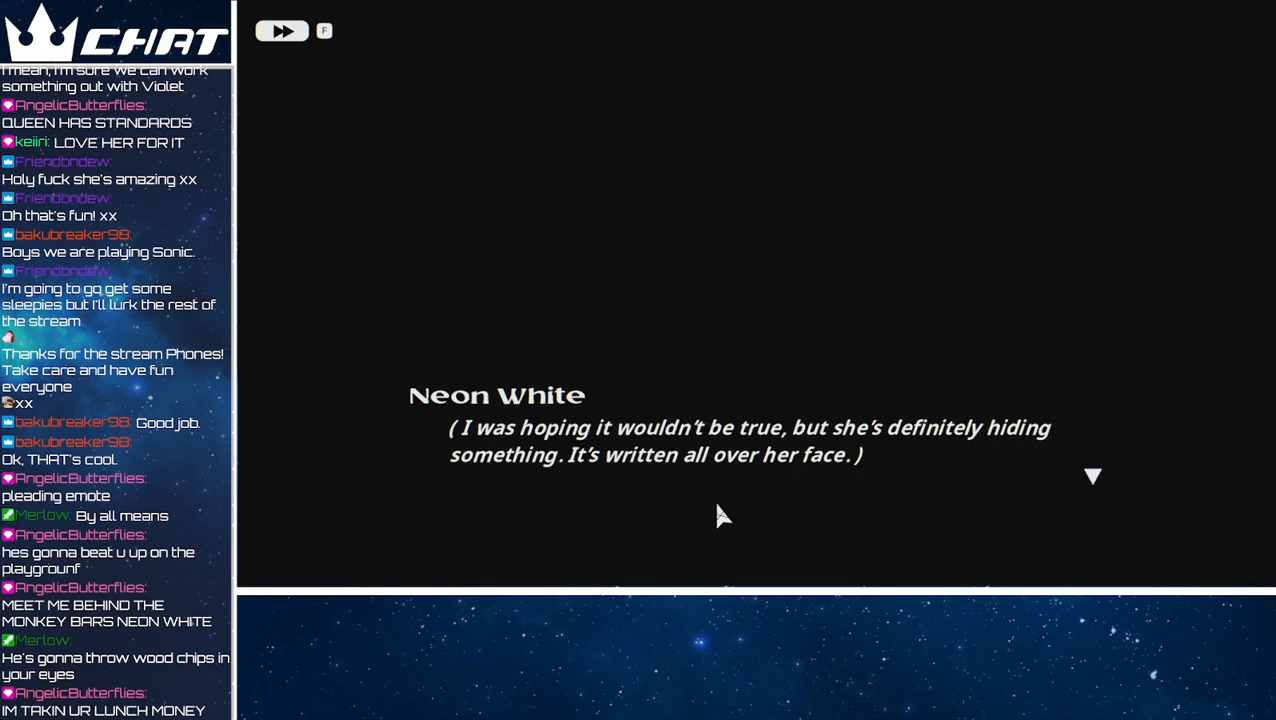 CHAT
I mean, I'm sure we can work
something out with Violet
AngelicButterflies:
QUEEN HAS STANDARDS
keiiri: LOVE HER FOR IT
Friendbndew:
Holy fuck she's amazing xx
Friendbndew:
Oh that's fun! xx
bakubreaker98:
Boys we are playing Sonic.
Friendbndew:
I'm going to go get some
sleepies but I'll lurk the rest of
the stream
Thanks for the stream Phones!
Take care and have fun
everyone
xx
bakubreaker98: Good job.
bakubreaker98:
Ok, THAT's cool.
AngelicButterflies:
pleading emote
Merlow: By all means
AngelicButterflies:
hes gonna beat u up on the
playgrounf
AngelicButterflies:
MEET ME BEHIND THE
MONKEY BARS NEON WHITE
Merlow:
He's gonna throw wood chips in
your eyes
AngelicButterflies:
IM TAKIN UR LUNCH MONEY
F
Neon White
( I was hoping it wouldn't be true, but she's definitely hiding
something. It's written all over her face. )